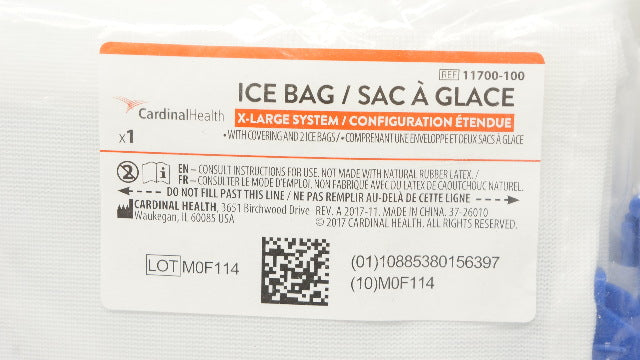 REF 11700-100
ICE BAG / SAC À GLACE
CardinalHealth
X-LARGE SYSTEM / CONFIGURATION ÉTENDUE
x1
• WITH COVERING AND 2 ICE BAGS / • COMPRENANT UNE ENVELOPPE ET DEUX SACS À GLACE
2 i EN – CONSULT INSTRUCTIONS FOR USE. NOT MADE WITH NATURAL RUBBER LATEX. /
FR – CONSULTER LE MODE D'EMPLOI. NON FABRIQUÉ AVEC DU LATEX DE CAOUTCHOUC NATUREL.
DO NOT FILL PAST THIS LINE / NE PAS REMPLIR AU-DELÀ DE CETTE LIGNE
CARDINAL HEALTH, 3651 Birchwood Drive REV. A 2017-11. MADE IN CHINA. 37-26010
Waukegan, IL 60085 USA © 2017 CARDINAL HEALTH. ALL RIGHTS RESERVED.
LOT M0F114
(01)10885380156397
(10)M0F114